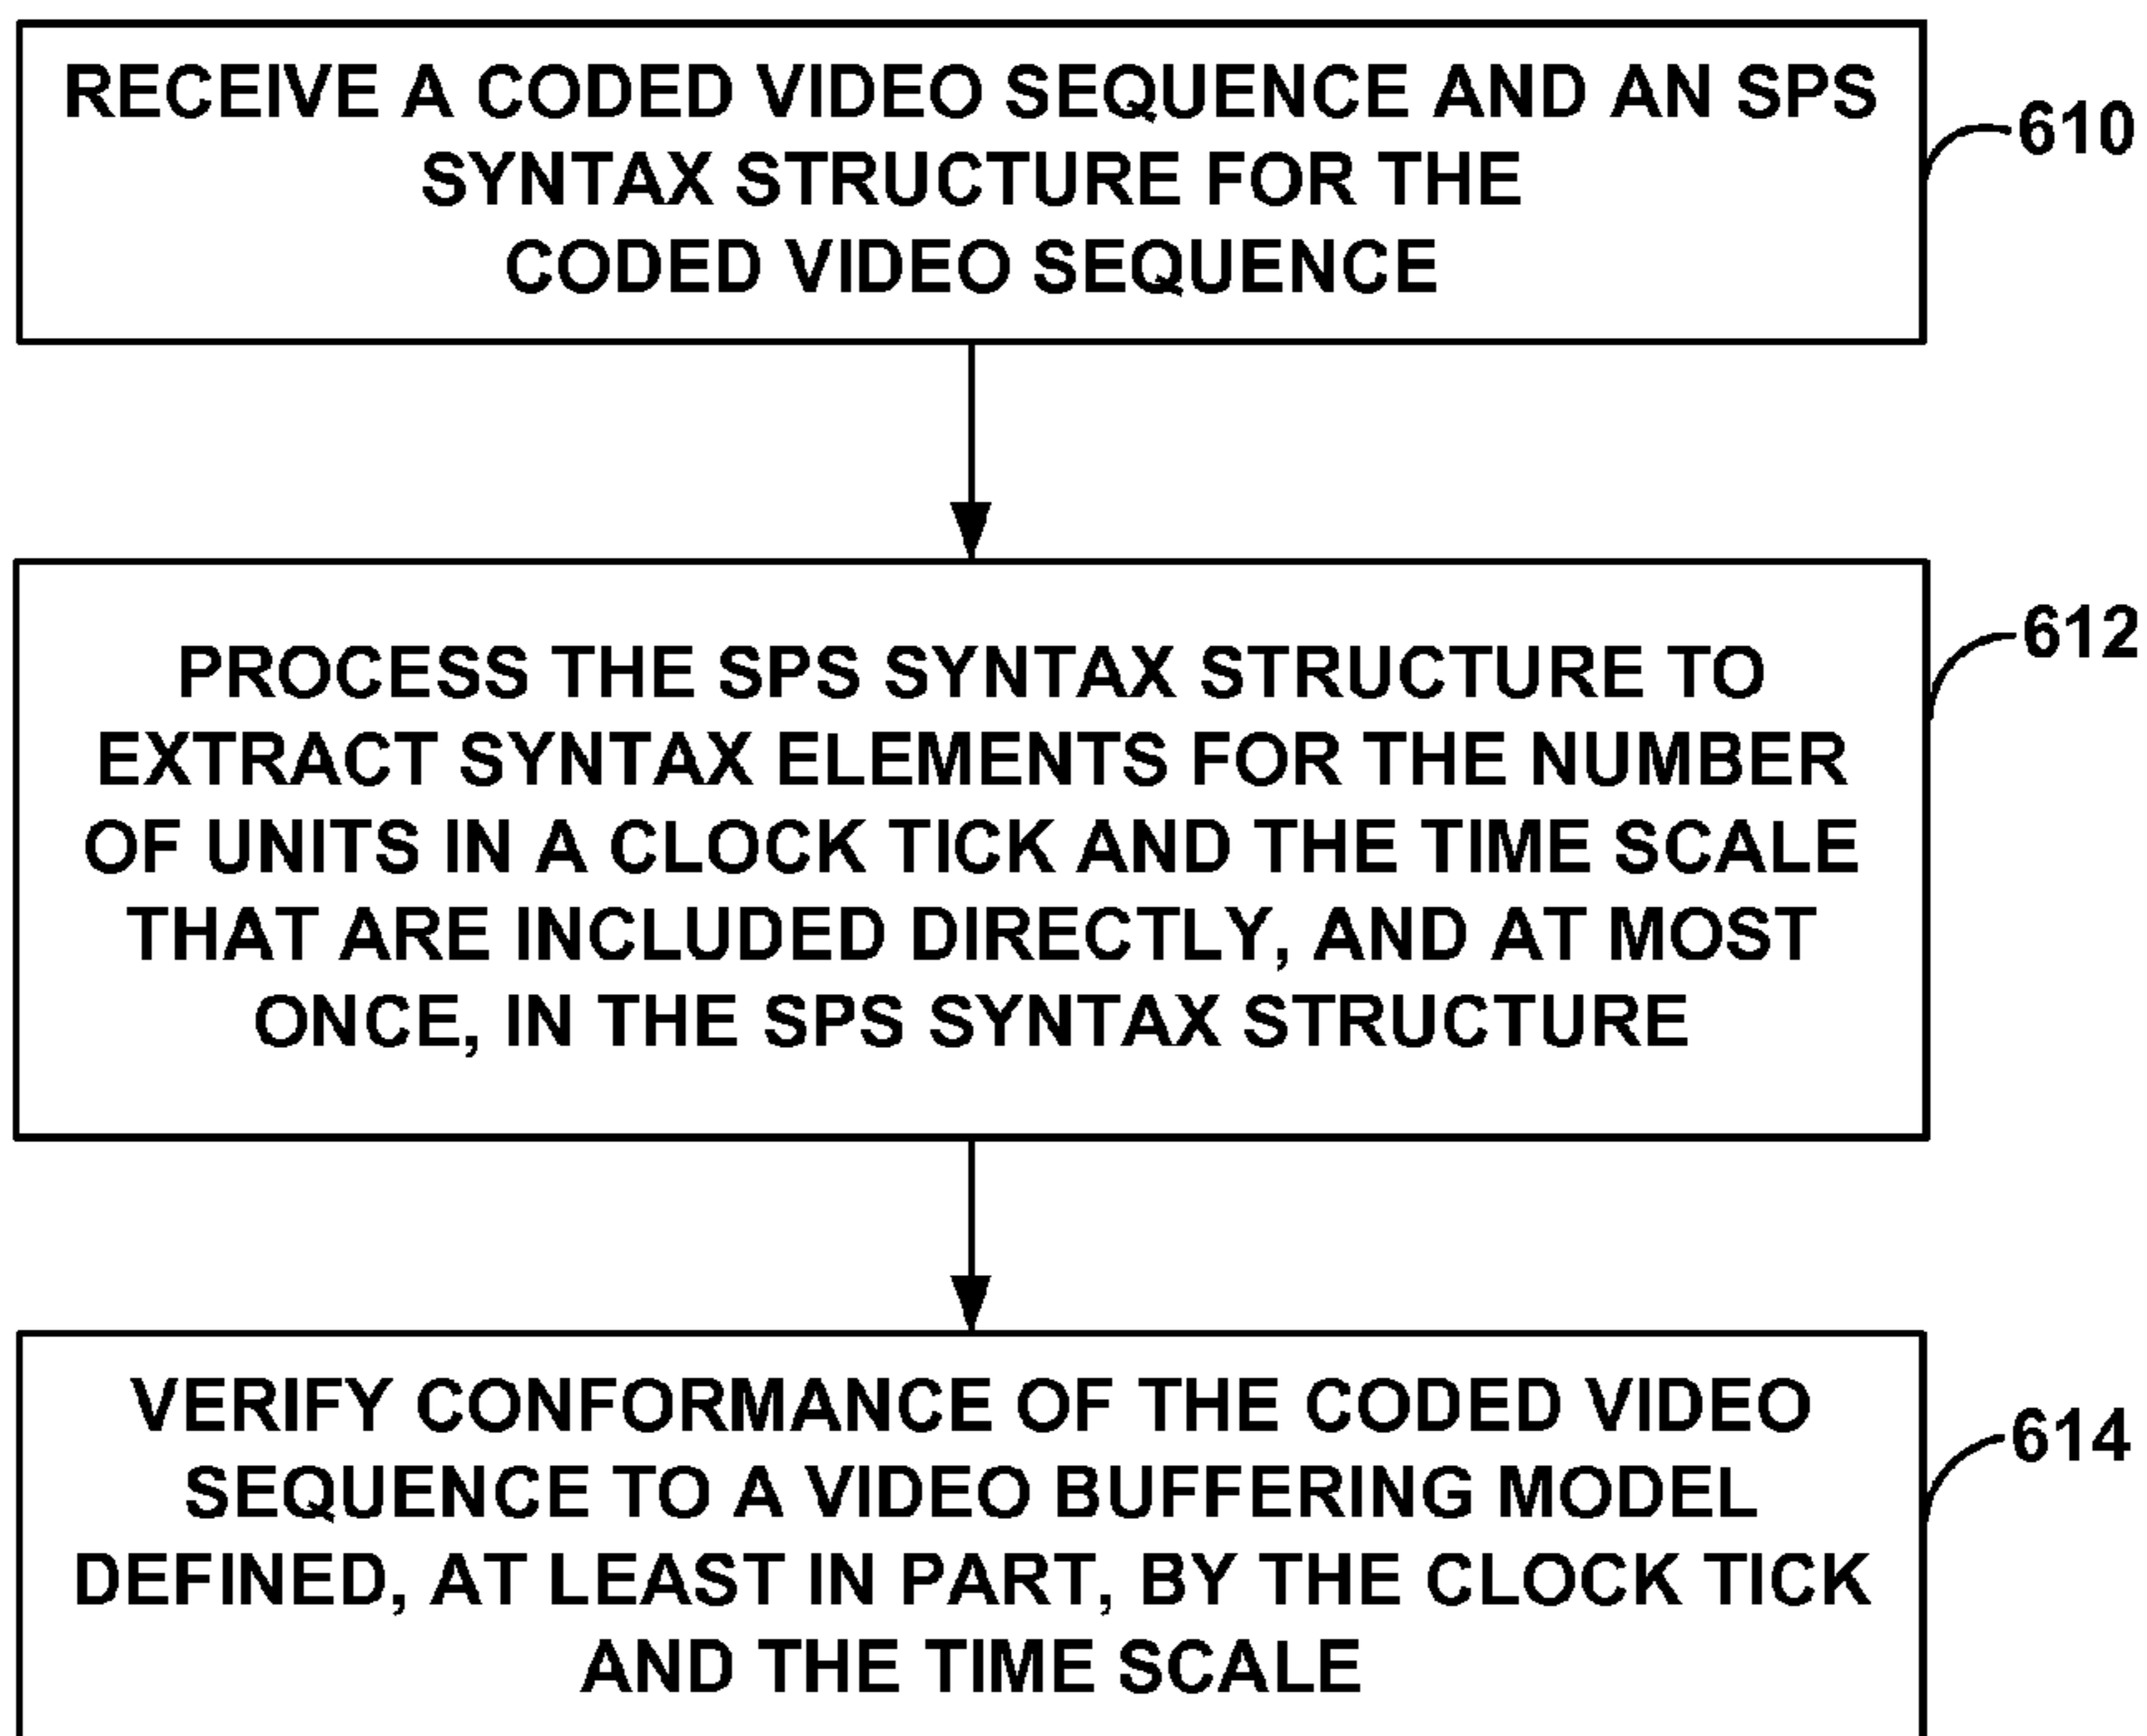 RECEIVE A CODED VIDEO SEQUENCE AND AN SPS
SYNTAX STRUCTURE FOR THE
CODED VIDEO SEQUENCE
610
PROCESS THE SPS SYNTAX STRUCTURE TO
EXTRACT SYNTAX ELEMENTS FOR THE NUMBER
OF UNITS IN A CLOCK TICK AND THE TIME SCALE
THAT ARE INCLUDED DIRECTLY, AND AT MOST
ONCE, IN THE SPS SYNTAX STRUCTURE
612
VERIFY CONFORMANCE OF THE CODED VIDEO
SEQUENCE TO A VIDEO BUFFERING MODEL
DEFINED, AT LEAST IN PART, BY THE CLOCK TICK
AND THE TIME SCALE
614